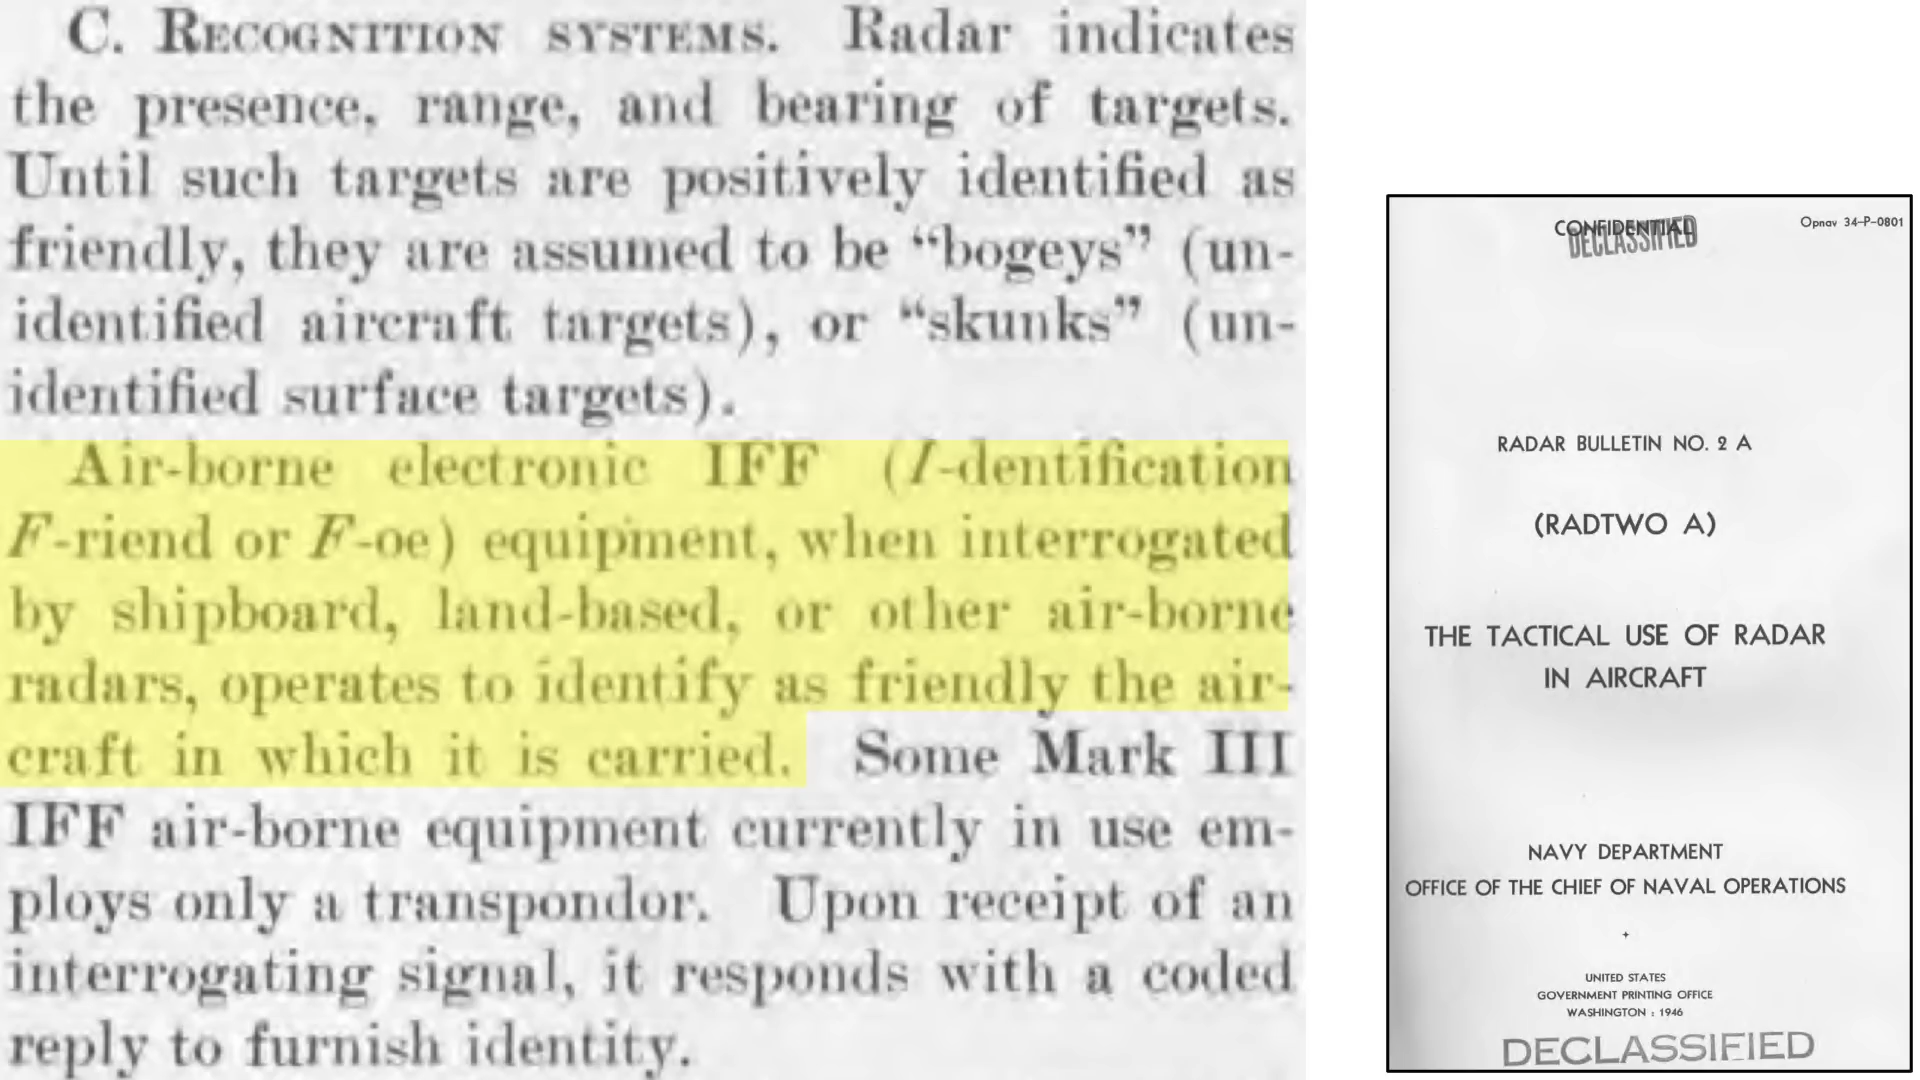 C. RECOGNITION SYSTEMS. Radar indicates
the presence, range, and bearing of targets.
Until such targets are positively identified as
friendly, they are assumed to be “bogeys” (un-
identified aircraft targets), or “skunks” (un-
identified surface targets).
Air-borne electronic IFF (I-dentification
F-riend or F-oe) equipment, when interrogated
by shipboard, land-based, or other air-borne
radars, operates to identify as friendly the air-
craft in which it is carried. Some Mark III
IFF air-borne equipment currently in use em-
ploys only a transpondor. Upon receipt of an
interrogating signal, it responds with a coded
reply to furnish identity.
CONFIDENTIAL
DECLASSIFIED
Opnav 34-P-0801
RADAR BULLETIN NO. 2 A
(RADTWO A)
THE TACTICAL USE OF RADAR
IN AIRCRAFT
NAVY DEPARTMENT
OFFICE OF THE CHIEF OF NAVAL OPERATIONS
UNITED STATES
GOVERNMENT PRINTING OFFICE
WASHINGTON : 1946
DECLASSIFIED